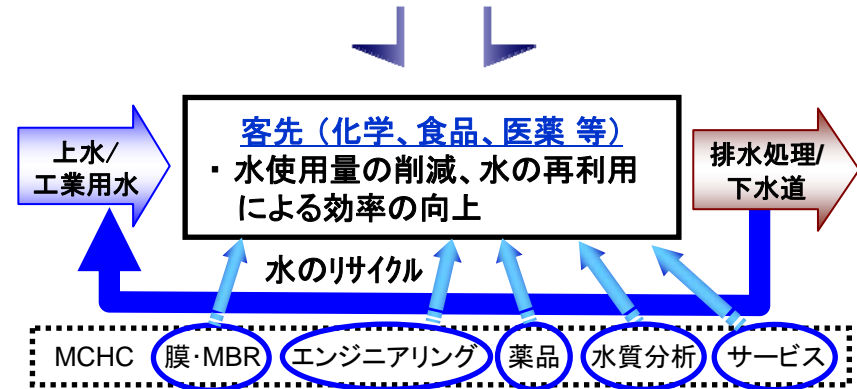 客先（化学、食品、医薬 等）
・ 水使用量の削減、水の再利用
による効率の向上
上水/
工業用水
排水処理/
下水道
水のリサイクル
MCHC 膜･MBR エンジニアリング 薬品 水質分析 サービス